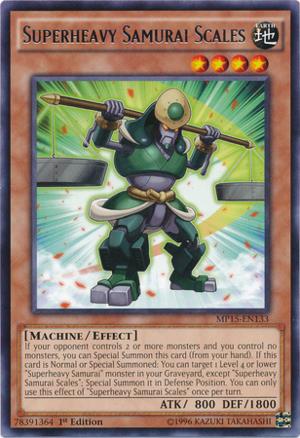 SUPERHEAVY SAMURAI SCALES
EARTH
地
MP15-EN133
[MACHINE / EFFECT]
If your opponent controls 2 or more monsters and you control no
monsters, you can Special Summon this card (from your hand). If this
card is Normal or Special Summoned: You can target 1 Level 4 or lower
"Superheavy Samurai" monster in your Graveyard, except "Superheavy
Samurai Scales"; Special Summon it in Defense Position. You can only
use this effect of "Superheavy Samurai Scales" once per turn.
ATK/ 800 DEF/1800
78391364 1st Edition ©1996 KAZUKI TAKAHASHI